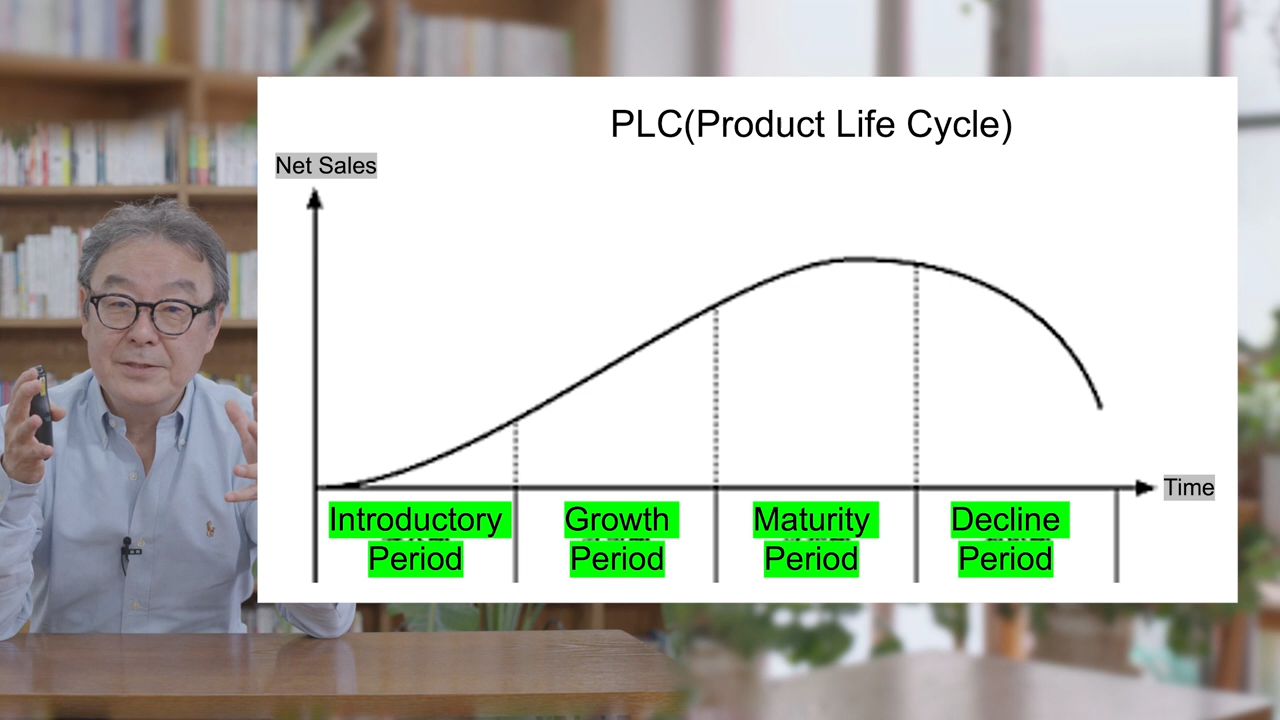 PLC(Product Life Cycle)
Net Sales
Time
Introductory
Period
Growth
Period
Maturity
Period
Decline
Period